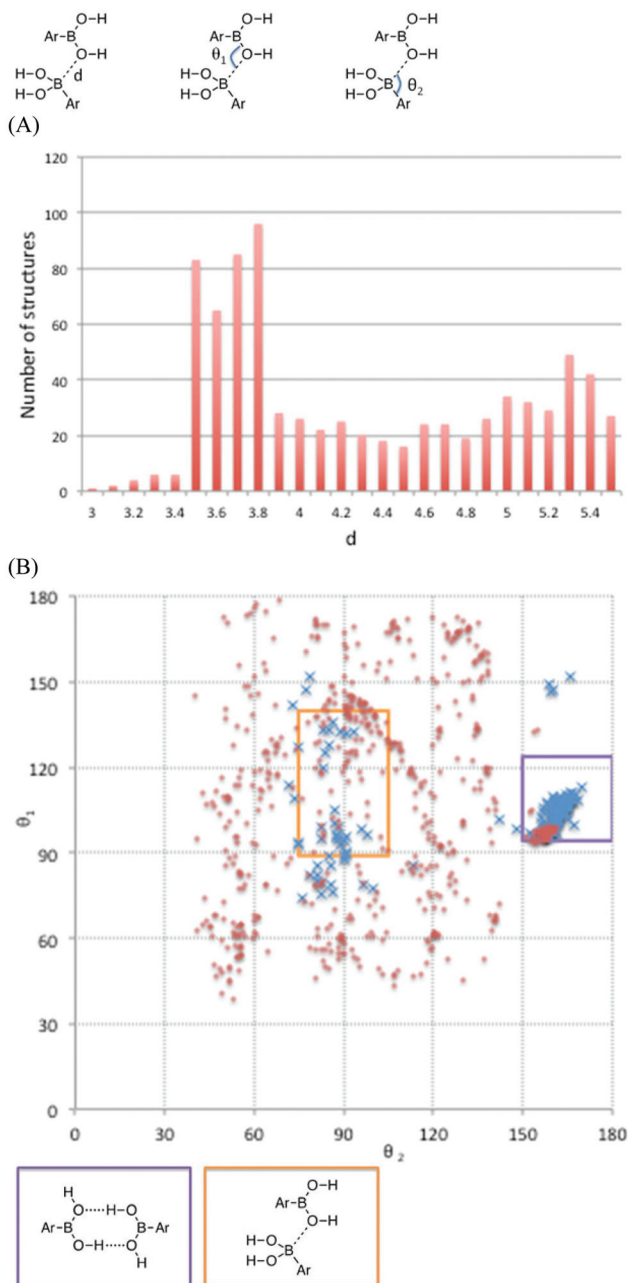 O–H
Ar–B
O–H
H–O
B
d
H–O
Ar
O–H
Ar–B
θ1
O–H
H–O
B
H–O
Ar
O–H
Ar–B
O–H
H–O
B
θ2
H–O
Ar
(A)
120
100
80
60
40
20
0
Number of structures
3 3.2 3.4 3.6 3.8 4 4.2 4.4 4.6 4.8 5 5.2 5.4
d
(B)
180
150
120
90
60
30
0
θ1
0 30 60 90 120 150 180
θ2
H
O H–O
Ar–B B–Ar
O–H O
H
O–H
Ar–B
O–H
H–O
B
H–O
Ar